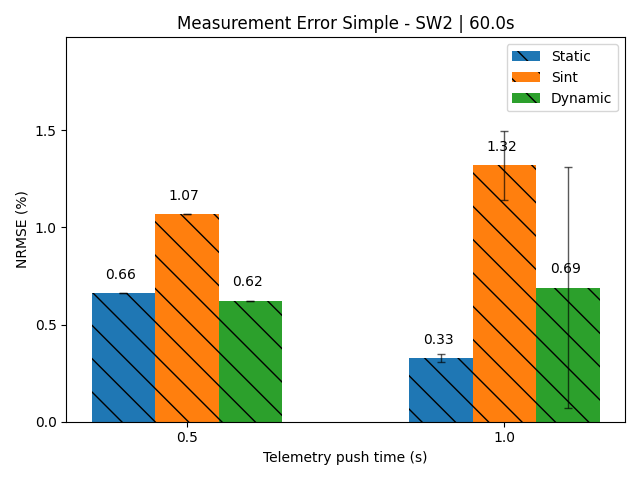 Measurement Error Simple - SW2 | 60.0s
Static
Sint
Dynamic
NRMSE (%)
1.5
1.0
0.5
0.0
0.66
1.07
0.62
0.33
1.32
0.69
0.5
1.0
Telemetry push time (s)